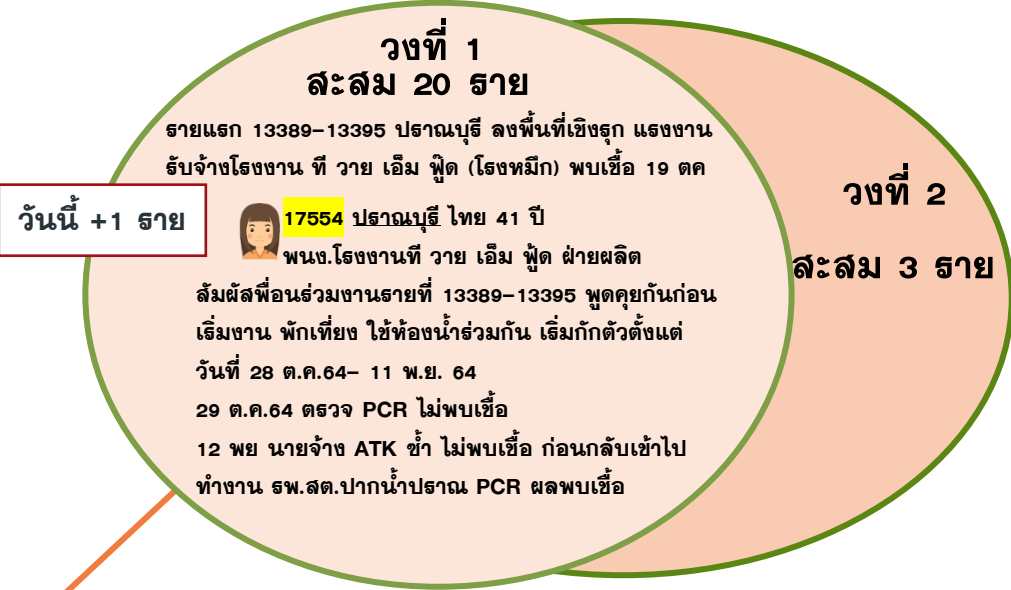 วงที่ 1
สะสม 20 ราย
รายแรก 13389-13395 ปราณบุรี ลงพื้นที่เชิงรุก แรงงาน
รับจ้างโรงงาน ที วาย เอ็ม ฟู๊ด (โรงหมึก) พบเชื้อ 19 ตค
วันนี้ +1 ราย
17554 ปราณบุรี ไทย 41 ปี
พนง.โรงงานที วาย เอ็ม ฟู้ด ฝ่ายผลิต
สัมผัสพื่อนร่วมงานรายที่ 13389-13395 พูดคุยกันก่อน
เริ่มงาน พักเที่ยง ใช้ห้องน้ำร่วมกัน เริ่มกักตัวตั้งแต่
วันที่ 28 ต.ค.64- 11 พ.ย. 64
29 ต.ค.64 ตรวจ PCR ไม่พบเชื้อ
12 พย นายจ้าง ATK ซ้ำ ไม่พบเชื้อ ก่อนกลับเข้าไป
ทำงาน รพ.สต.ปากน้ำปราณ PCR ผลพบเชื้อ
วงที่ 2
สะสม 3 ราย